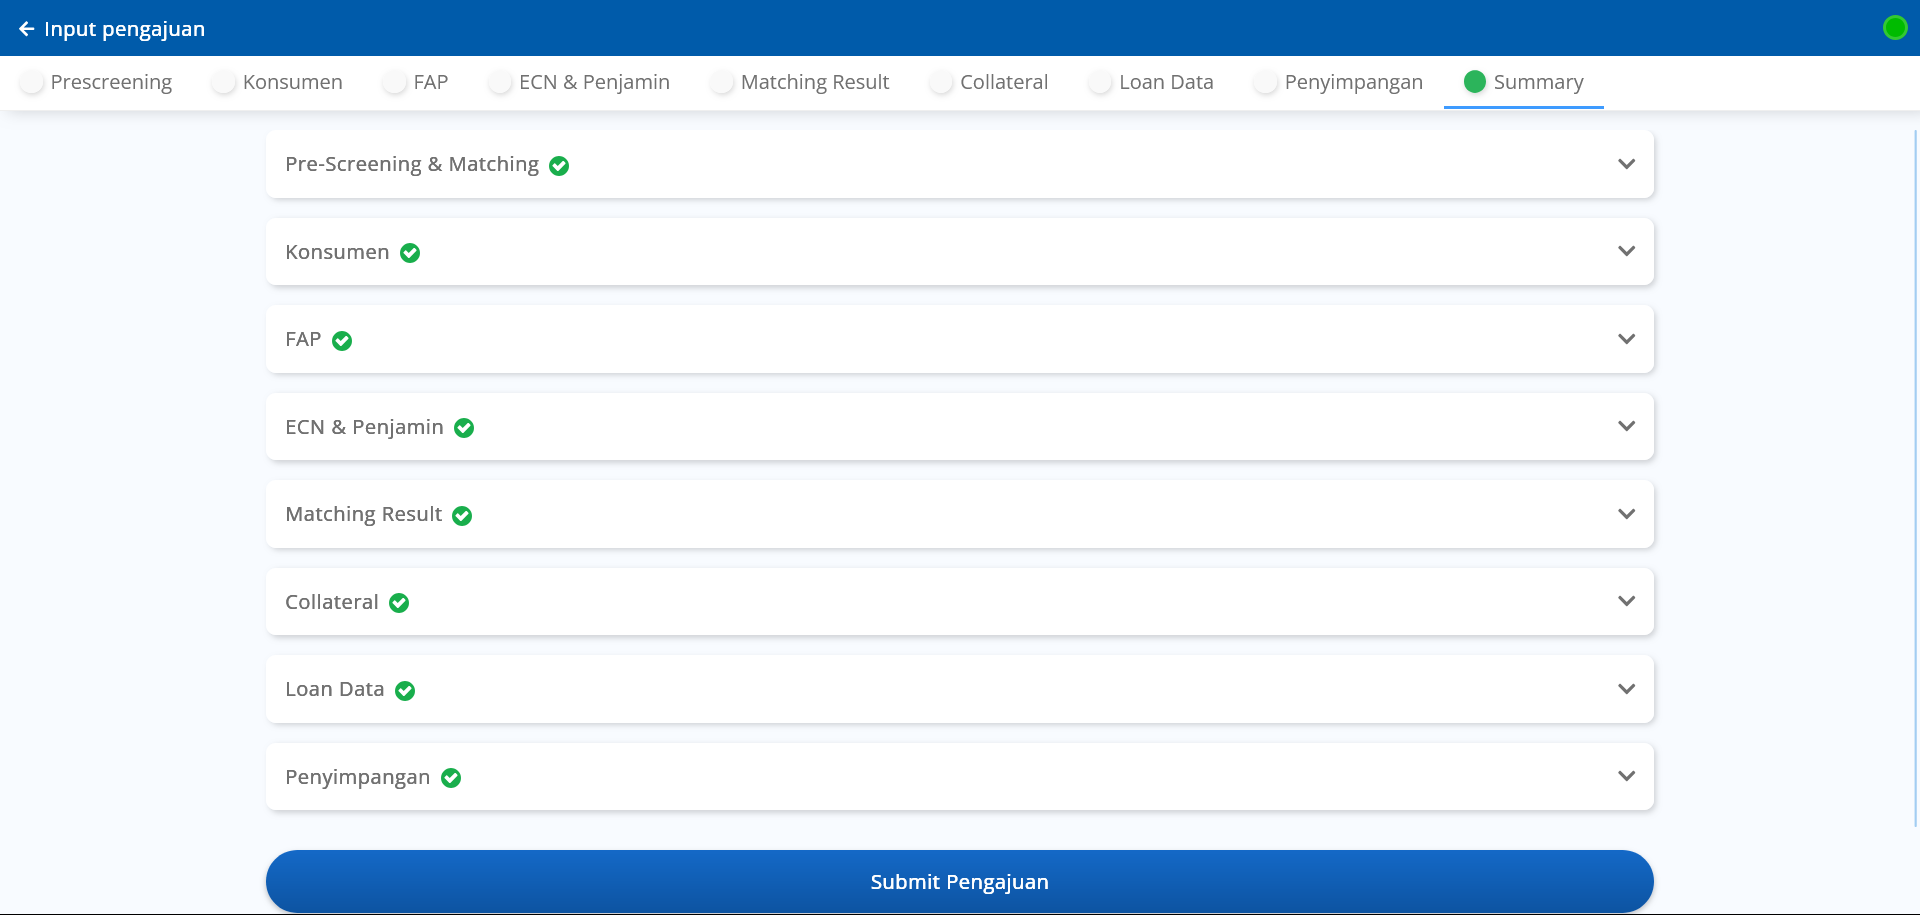 Input pengajuan
Prescreening Konsumen FAP ECN & Penjamin Matching Result Collateral Loan Data Penyimpangan Summary
Pre-Screening & Matching
Konsumen
FAP
ECN & Penjamin
Matching Result
Collateral
Loan Data
Penyimpangan
Submit Pengajuan